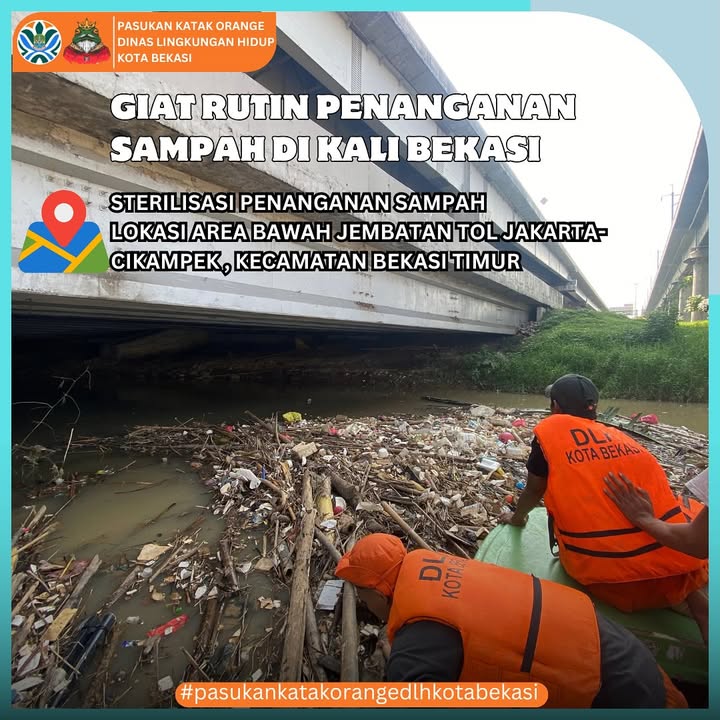 PASUKAN KATAK ORANGE
DINAS LINGKUNGAN HIDUP
KOTA BEKASI
GIAT RUTIN PENANGANAN
SAMPAH DI KALI BEKASI
STERILISASI PENANGANAN SAMPAH
LOKASI AREA BAWAH JEMBATAN TOL JAKARTA-
CIKAMPEK, KECAMATAN BEKASI TIMUR
DLH
KOTA BEKASI
DLH
KOTA BEKASI
#pasukankatakorangedlhkotabekasi